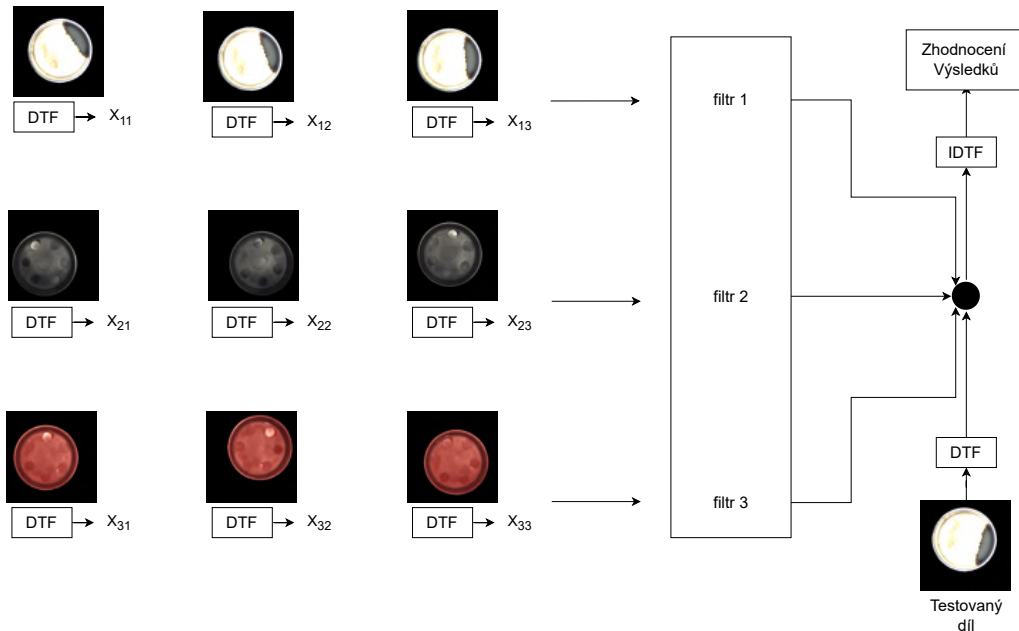 DTF X₁₁ DTF X₁₂ DTF X₁₃
filtr 1
Zhodnocení
Výsledků
IDTF
DTF X₂₁ DTF X₂₂ DTF X₂₃
filtr 2
DTF X₃₁ DTF X₃₂ DTF X₃₃
filtr 3
DTF
Testovaný
díl